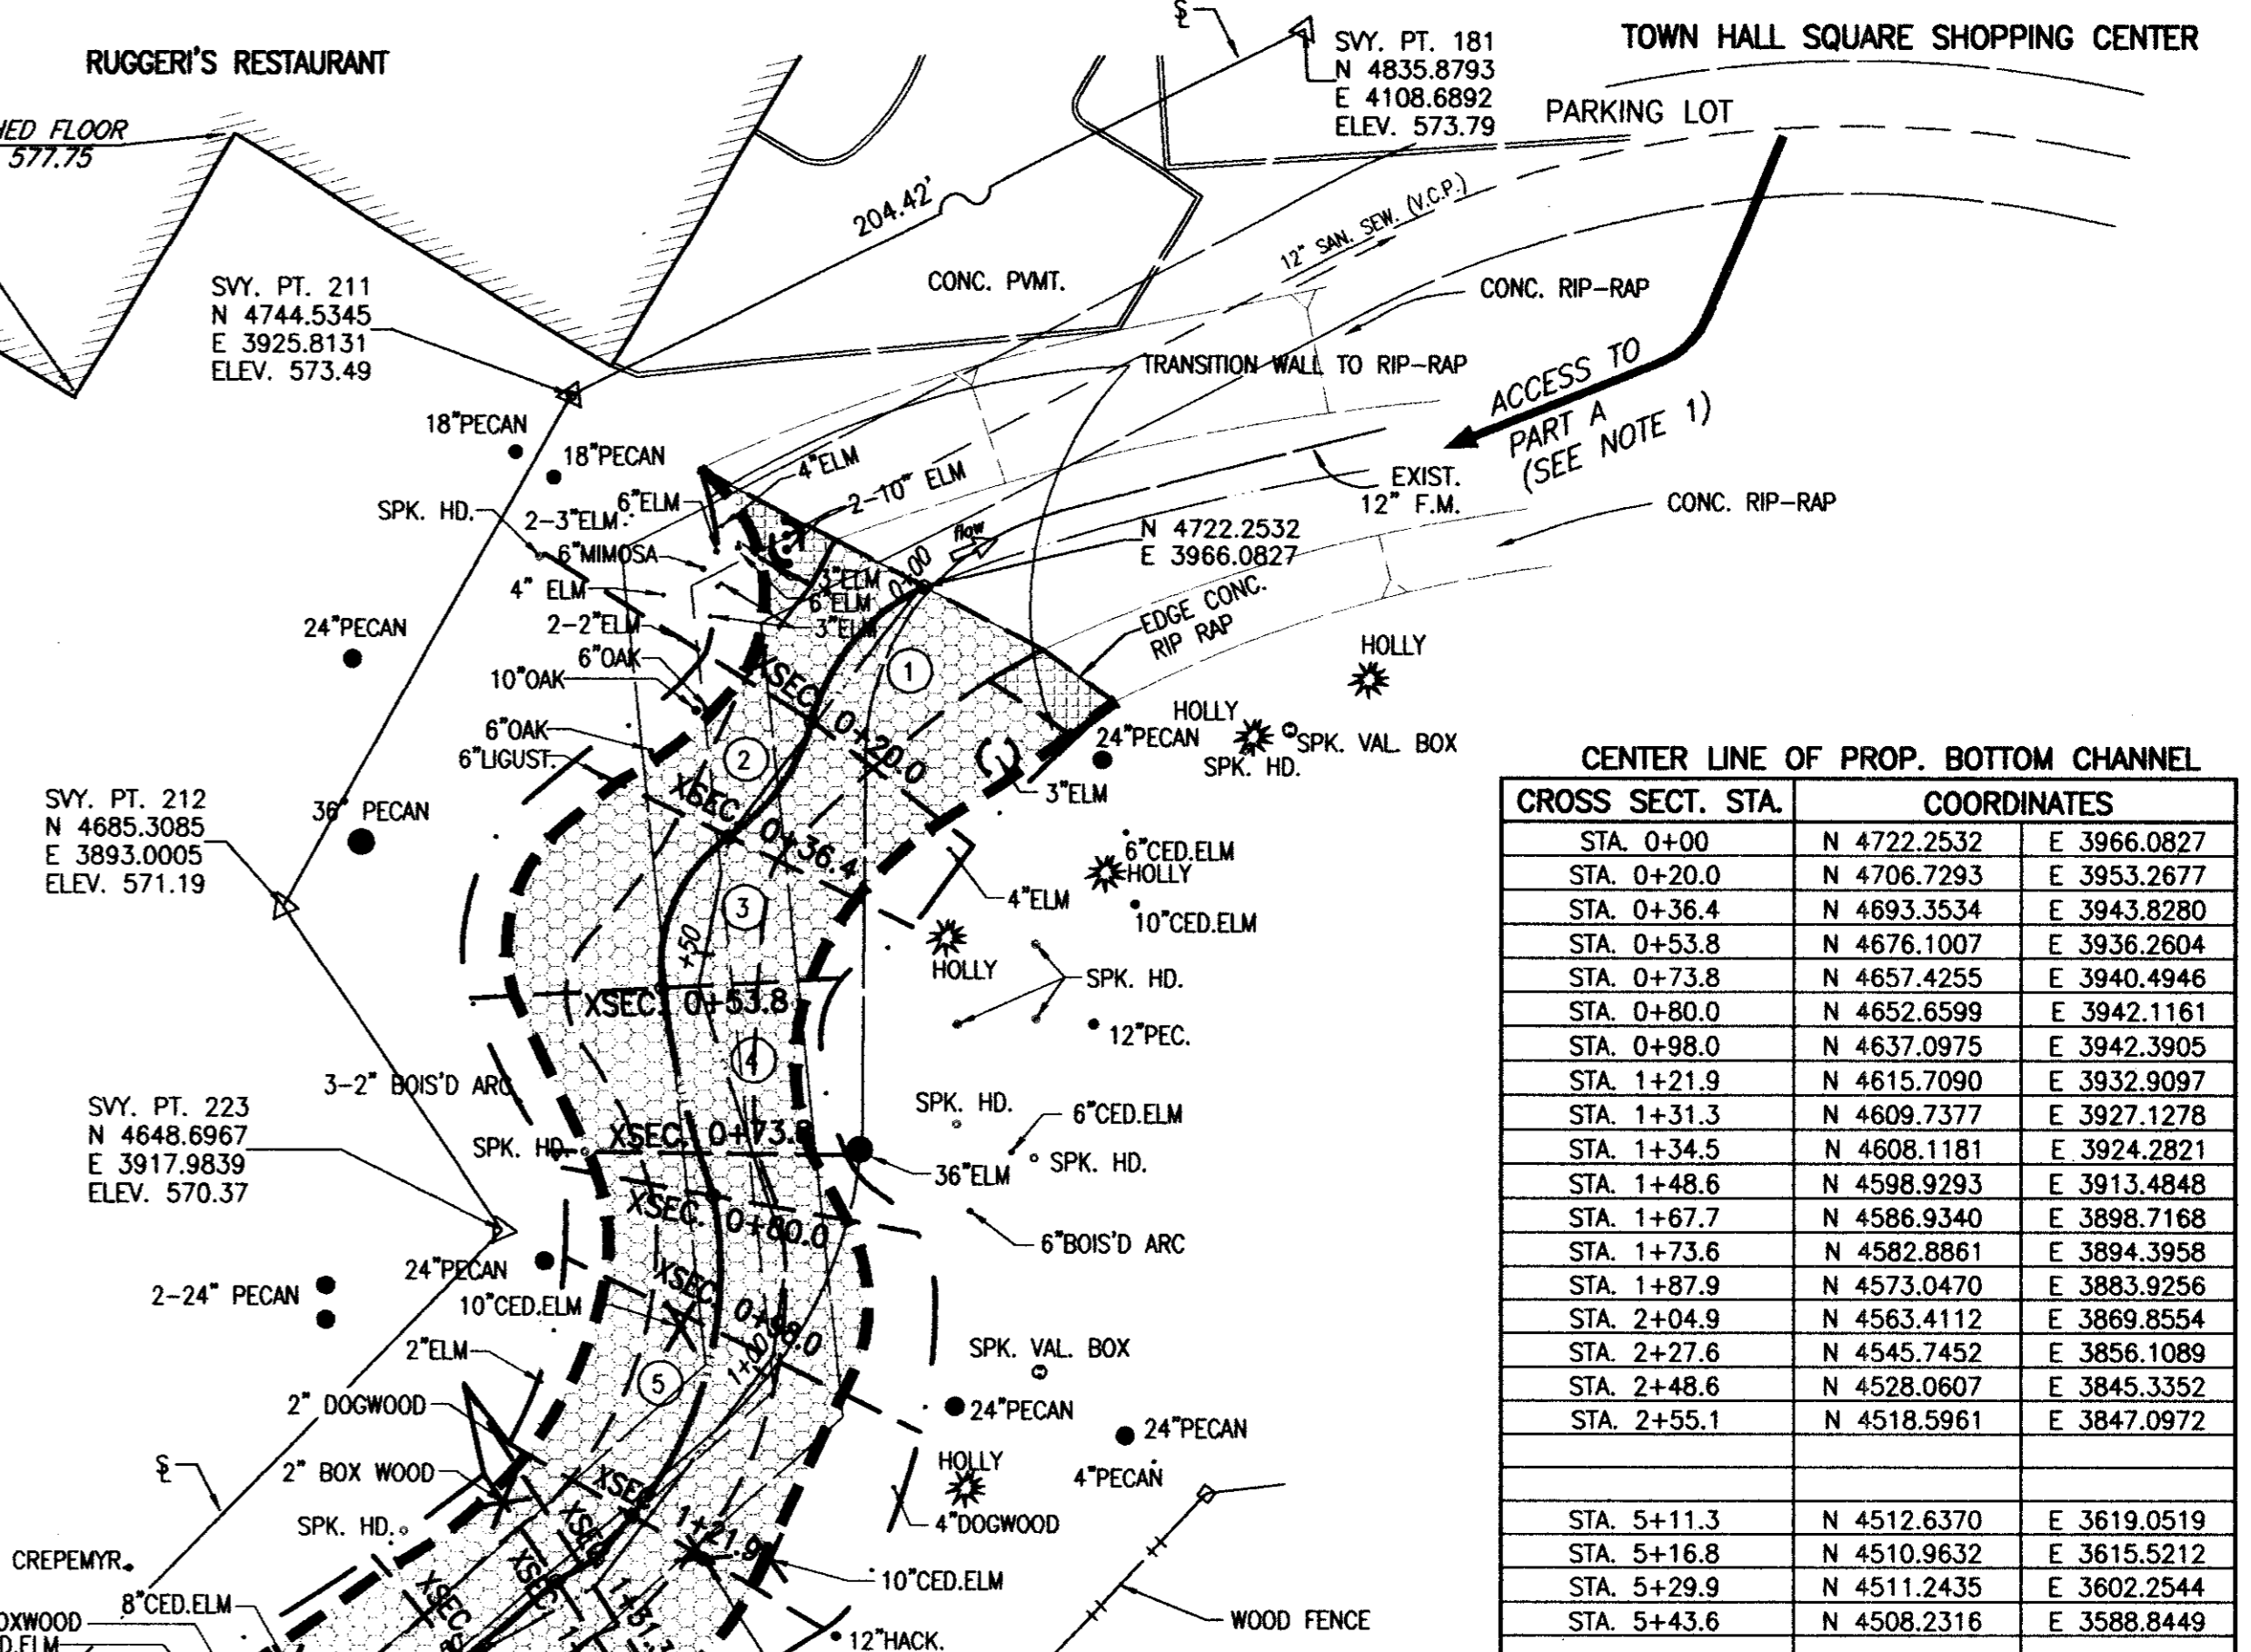 RUGGERI'S RESTAURANT
TOWN HALL SQUARE SHOPPING CENTER
SVY. PT. 181
N 4835.8793
E 4108.6892
ELEV. 573.79
PARKING LOT
FLOOR
577.75
204.42'
12" SAN. SEW. (V.C.P.)
CONC. PVMT.
CONC. RIP-RAP
SVY. PT. 211
N 4744.5345
E 3925.8131
ELEV. 573.49
TRANSITION WALL TO RIP-RAP
ACCESS TO
PART A
(SEE NOTE 1)
18"PECAN
18"PECAN
4"ELM
2-10" ELM
EXIST.
12" F.M.
CONC. RIP-RAP
SPK. HD.
6"ELM
2-3"ELM
flow
N 4722.2532
E 3966.0827
6"MIMOSA
3"ELM
0+00
4" ELM
6"ELM
2-2"ELM
3"ELM
EDGE CONC.
RIP RAP
24"PECAN
HOLLY
6"OAK
XSEC. 0+20.0
1
10"OAK
HOLLY
6"OAK
2
24"PECAN
SPK. VAL. BOX
6"LIGUST.
SPK. HD.
3"ELM
XSEC. 0+36.4
SVY. PT. 212
N 4685.3085
E 3893.0005
ELEV. 571.19
36" PECAN
6"CED.ELM
HOLLY
4"ELM
10"CED.ELM
3
+50
HOLLY
SPK. HD.
XSEC. 0+53.8
12"PEC.
4
3-2" BOIS'D ARC
SVY. PT. 223
N 4648.6967
E 3917.9839
ELEV. 570.37
SPK. HD.
6"CED.ELM
SPK. HD.
XSEC. 0+73.8
SPK. HD.
36"ELM
XSEC. 0+80.0
6"BOIS'D ARC
24"PECAN
2-24" PECAN
10"CED.ELM
XSEC. 0+98.0
2"ELM
1+00
SPK. VAL. BOX
5
2" DOGWOOD
24"PECAN
24"PECAN
2" BOX WOOD
HOLLY
4"PECAN
XSEC. 1+21.9
SPK. HD.
4"DOGWOOD
XSEC.
CREPEMYR.
XSEC. 1+31.3
10"CED.ELM
8"CED.ELM
XSEC.
WOOD FENCE
12"HACK.
CENTER LINE OF PROP. BOTTOM CHANNEL
CROSS SECT. STA. COORDINATES
STA. 0+00 N 4722.2532 E 3966.0827
STA. 0+20.0 N 4706.7293 E 3953.2677
STA. 0+36.4 N 4693.3534 E 3943.8280
STA. 0+53.8 N 4676.1007 E 3936.2604
STA. 0+73.8 N 4657.4255 E 3940.4946
STA. 0+80.0 N 4652.6599 E 3942.1161
STA. 0+98.0 N 4637.0975 E 3942.3905
STA. 1+21.9 N 4615.7090 E 3932.9097
STA. 1+31.3 N 4609.7377 E 3927.1278
STA. 1+34.5 N 4608.1181 E 3924.2821
STA. 1+48.6 N 4598.9293 E 3913.4848
STA. 1+67.7 N 4586.9340 E 3898.7168
STA. 1+73.6 N 4582.8861 E 3894.3958
STA. 1+87.9 N 4573.0470 E 3883.9256
STA. 2+04.9 N 4563.4112 E 3869.8554
STA. 2+27.6 N 4545.7452 E 3856.1089
STA. 2+48.6 N 4528.0607 E 3845.3352
STA. 2+55.1 N 4518.5961 E 3847.0972
STA. 5+11.3 N 4512.6370 E 3619.0519
STA. 5+16.8 N 4510.9632 E 3615.5212
STA. 5+29.9 N 4511.2435 E 3602.2544
STA. 5+43.6 N 4508.2316 E 3588.8449